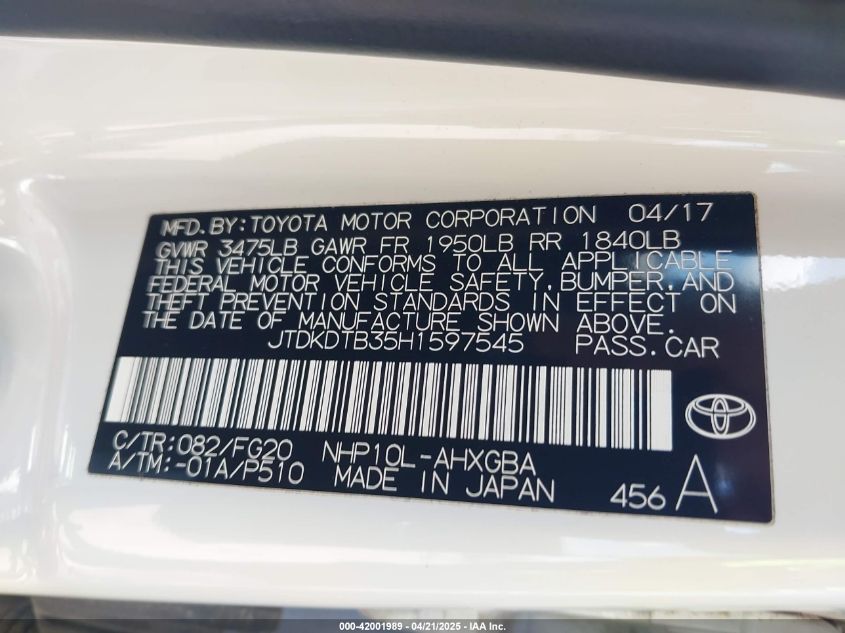 MFD.BY:TOYOTA MOTOR CORPORATION 04/17
GVWR 3475LB GAWR FR 1950LB RR 1840LB
THIS VEHICLE CONFORMS TO ALL APPLICABLE
FEDERAL MOTOR VEHICLE SAFETY,BUMPER,AND
THEFT PREVENTION STANDARDS IN EFFECT ON
THE DATE OF MANUFACTURE SHOWN ABOVE.
JTDKDTB35H1597545 PASS.CAR
C/TR:082/FG20 NHP10L-AHXGBA
A/TM:-01A/P510 MADE IN JAPAN 456 A
000-42001989 - 04/21/2025 - IAA Inc.